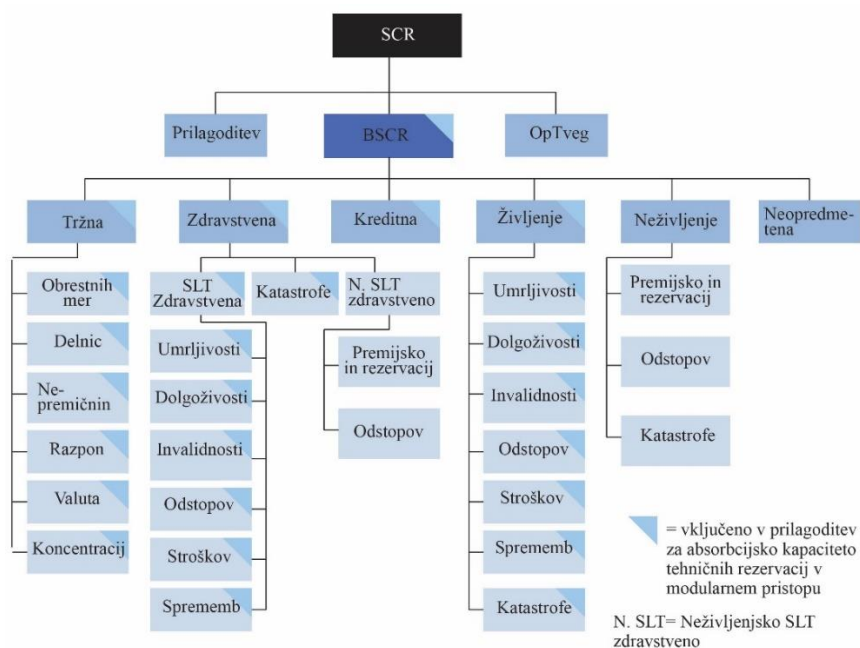 SCR
Prilagoditev
BSCR
OpTveg
Tržna
Zdravstvena
Kreditna
Življenje
Neživljenje
Neopredme-
tena
Obrestnih
mer
Delnic
Ne-
premičnin
Razpon
Valuta
Koncentracij
SLT
Zdravstvena
Katastrofe
N. SLT
zdravstveno
Umrljivosti
Dolgoživosti
Invalidnosti
Odstopov
Stroškov
Sprememb
Premijsko
in rezervacij
Odstopov
Umrljivosti
Dolgoživosti
Invalidnosti
Odstopov
Stroškov
Sprememb
Katastrofe
Premijsko in
rezervacij
Odstopov
Katastrofe
= vključeno v prilagoditev
za absorbcijsko kapaciteto
tehničnih rezervacij v
modularnem pristopu
N. SLT= Neživljenjsko SLT
zdravstveno